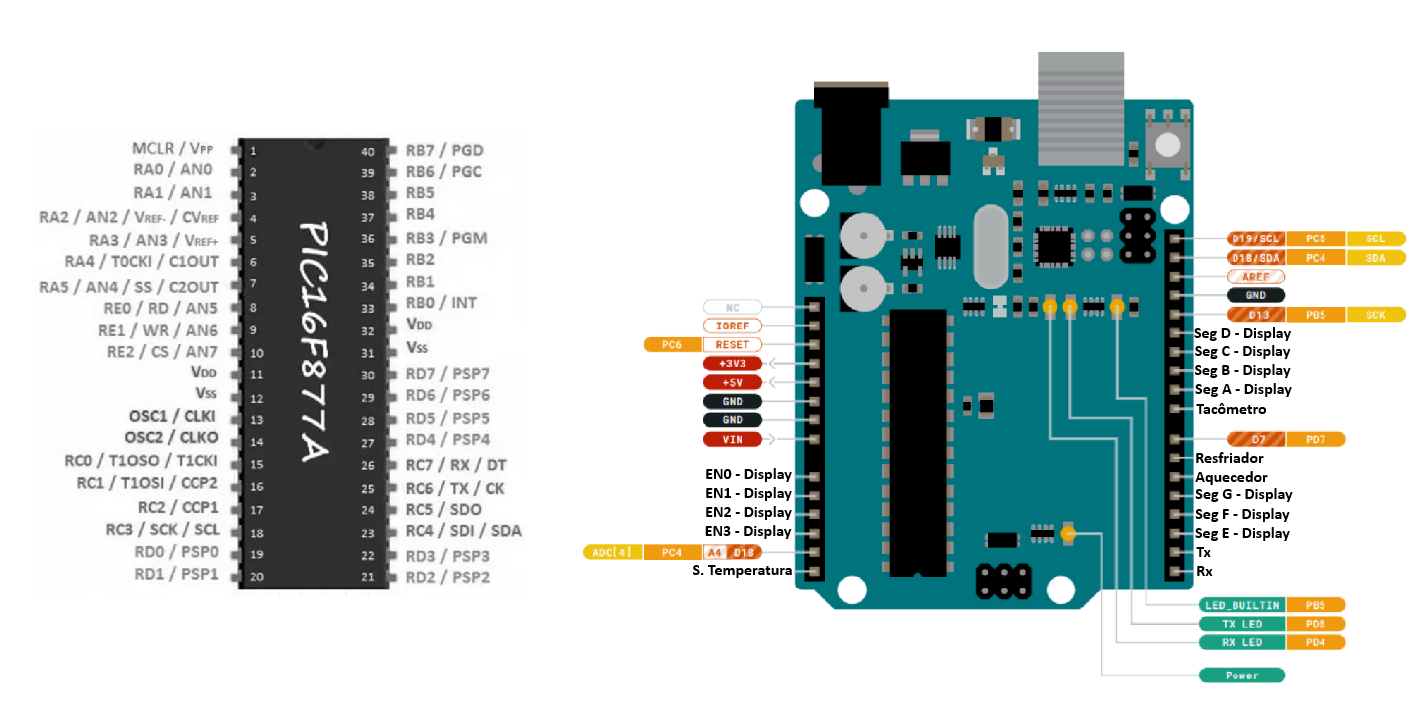 MCLR / VPP
RA0 / AN0
RA1 / AN1
RA2 / AN2 / VREF- / CVREF
RA3 / AN3 / VREF+
RA4 / T0CKI / C1OUT
RA5 / AN4 / SS / C2OUT
RE0 / RD / AN5
RE1 / WR / AN6
RE2 / CS / AN7
VDD
VSS
OSC1 / CLKI
OSC2 / CLKO
RC0 / T1OSO / T1CKI
RC1 / T1OSI / CCP2
RC2 / CCP1
RC3 / SCK / SCL
RD0 / PSP0
RD1 / PSP1
1
2
3
4
5
6
7
8
9
10
11
12
13
14
15
16
17
18
19
20
PIC16F877A
40
39
38
37
36
35
34
33
32
31
30
29
28
27
26
25
24
23
22
21
RB7 / PGD
RB6 / PGC
RB5
RB4
RB3 / PGM
RB2
RB1
RB0 / INT
VDD
VSS
RD7 / PSP7
RD6 / PSP6
RD5 / PSP5
RD4 / PSP4
RC7 / RX / DT
RC6 / TX / CK
RC5 / SDO
RC4 / SDI / SDA
RD3 / PSP3
RD2 / PSP2
NC
IOREF
PC6 RESET
+3V3
+5V
GND
GND
VIN
EN0 - Display
EN1 - Display
EN2 - Display
EN3 - Display
ADC[4] PC4 A4 D18
S. Temperatura
D19/SCL PC5 SCL
D18/SDA PC4 SDA
AREF
GND
D13 PB5 SCK
Seg D - Display
Seg C - Display
Seg B - Display
Seg A - Display
Tacômetro
D7 PD7
Resfriador
Aquecedor
Seg G - Display
Seg F - Display
Seg E - Display
Tx
Rx
LED_BUILTIN PB5
TX LED PD5
RX LED PD4
Power